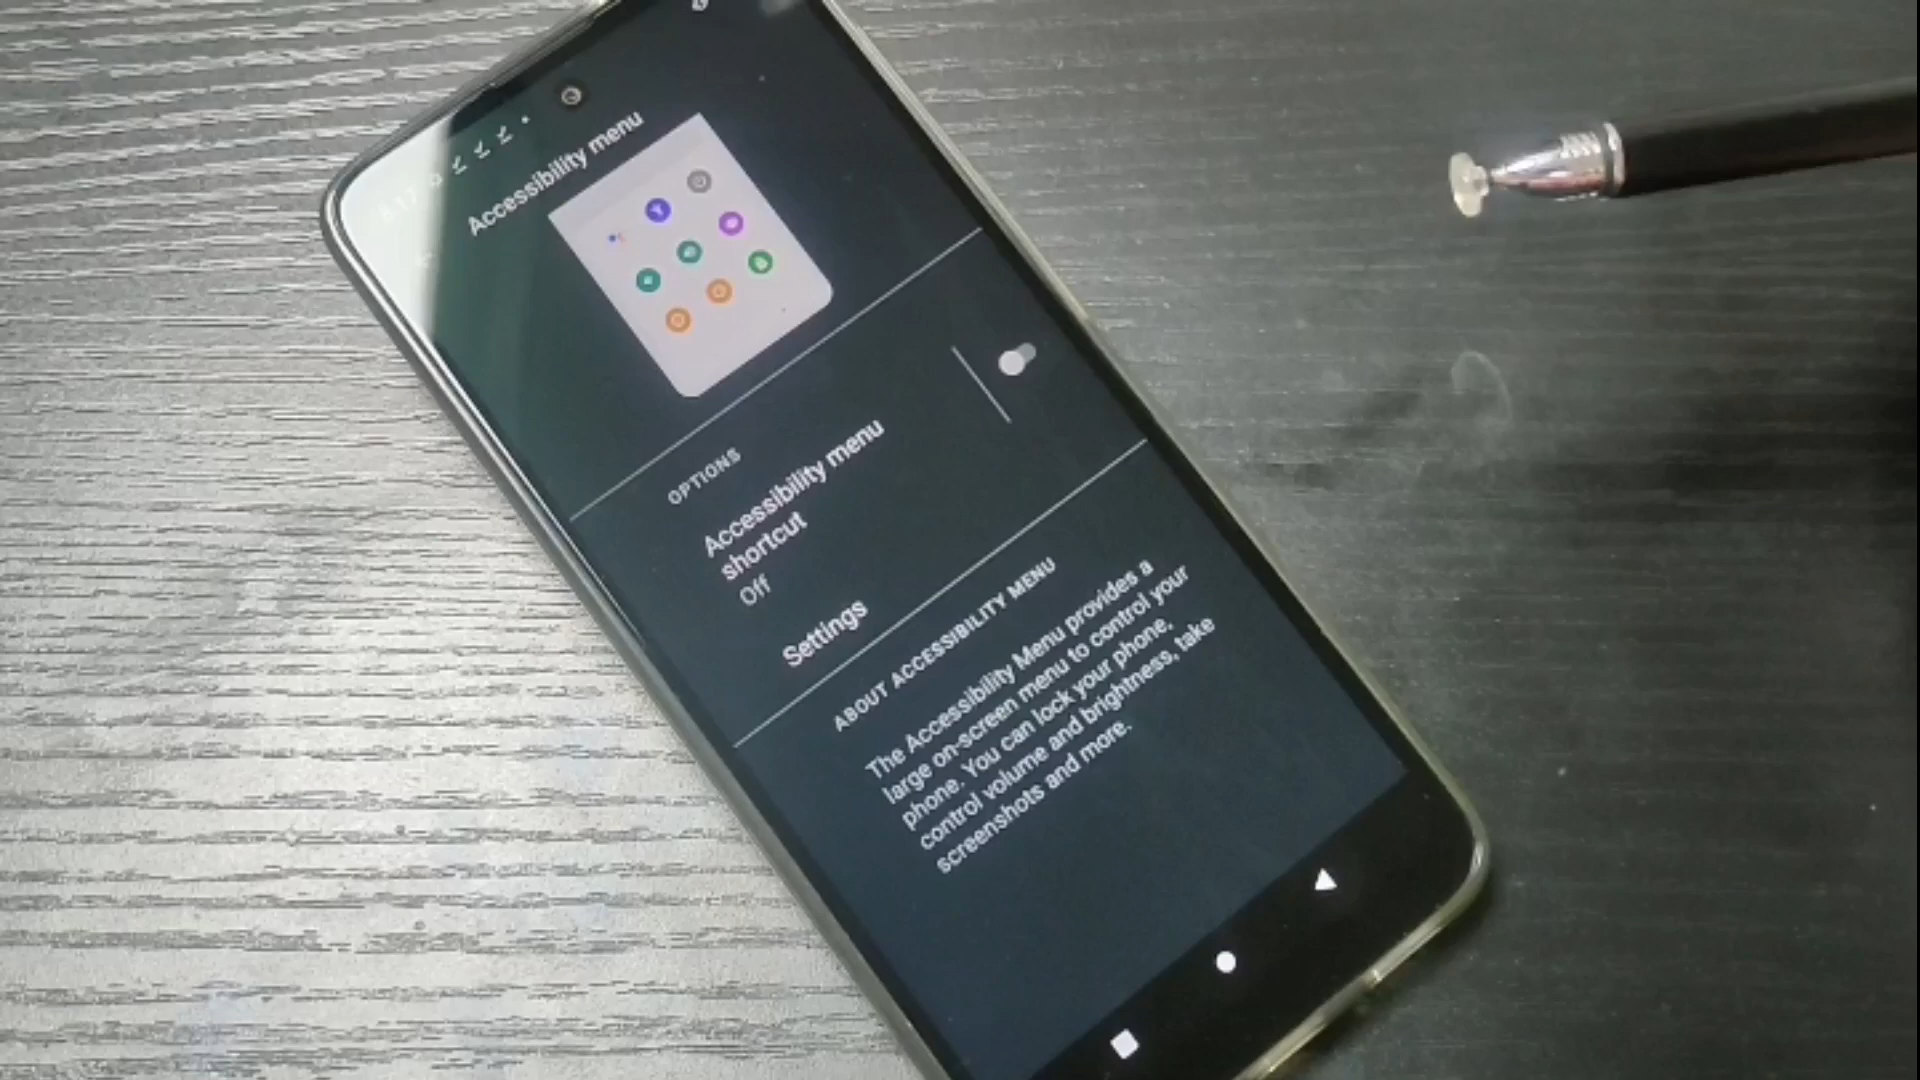 Accessibility menu
OPTIONS
Accessibility menu
shortcut
Off
Settings
ABOUT ACCESSIBILITY MENU
The Accessibility Menu provides a
large on-screen menu to control your
phone. You can lock your phone,
control volume and brightness, take
screenshots and more.